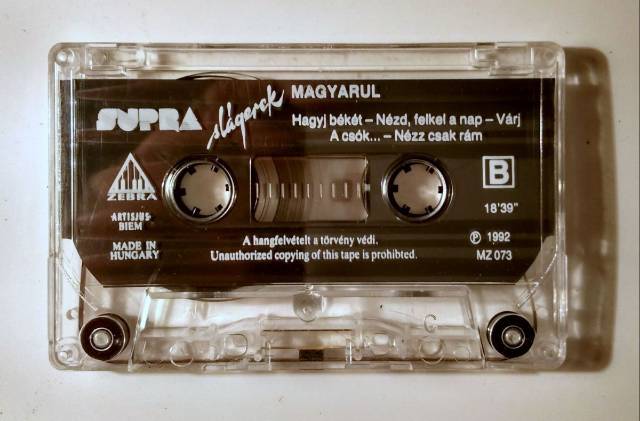 SUPRA slágerek MAGYARUL
Hagyj békét – Nézd, felkel a nap – Várj
A csók... – Nézz csak rám
ZEBRA
ARTISJUS
BIEM
MADE IN
HUNGARY
B
18'39"
A hangfelvételt a törvény védi.
Unauthorized copying of this tape is prohibted.
℗ 1992
MZ 073
C